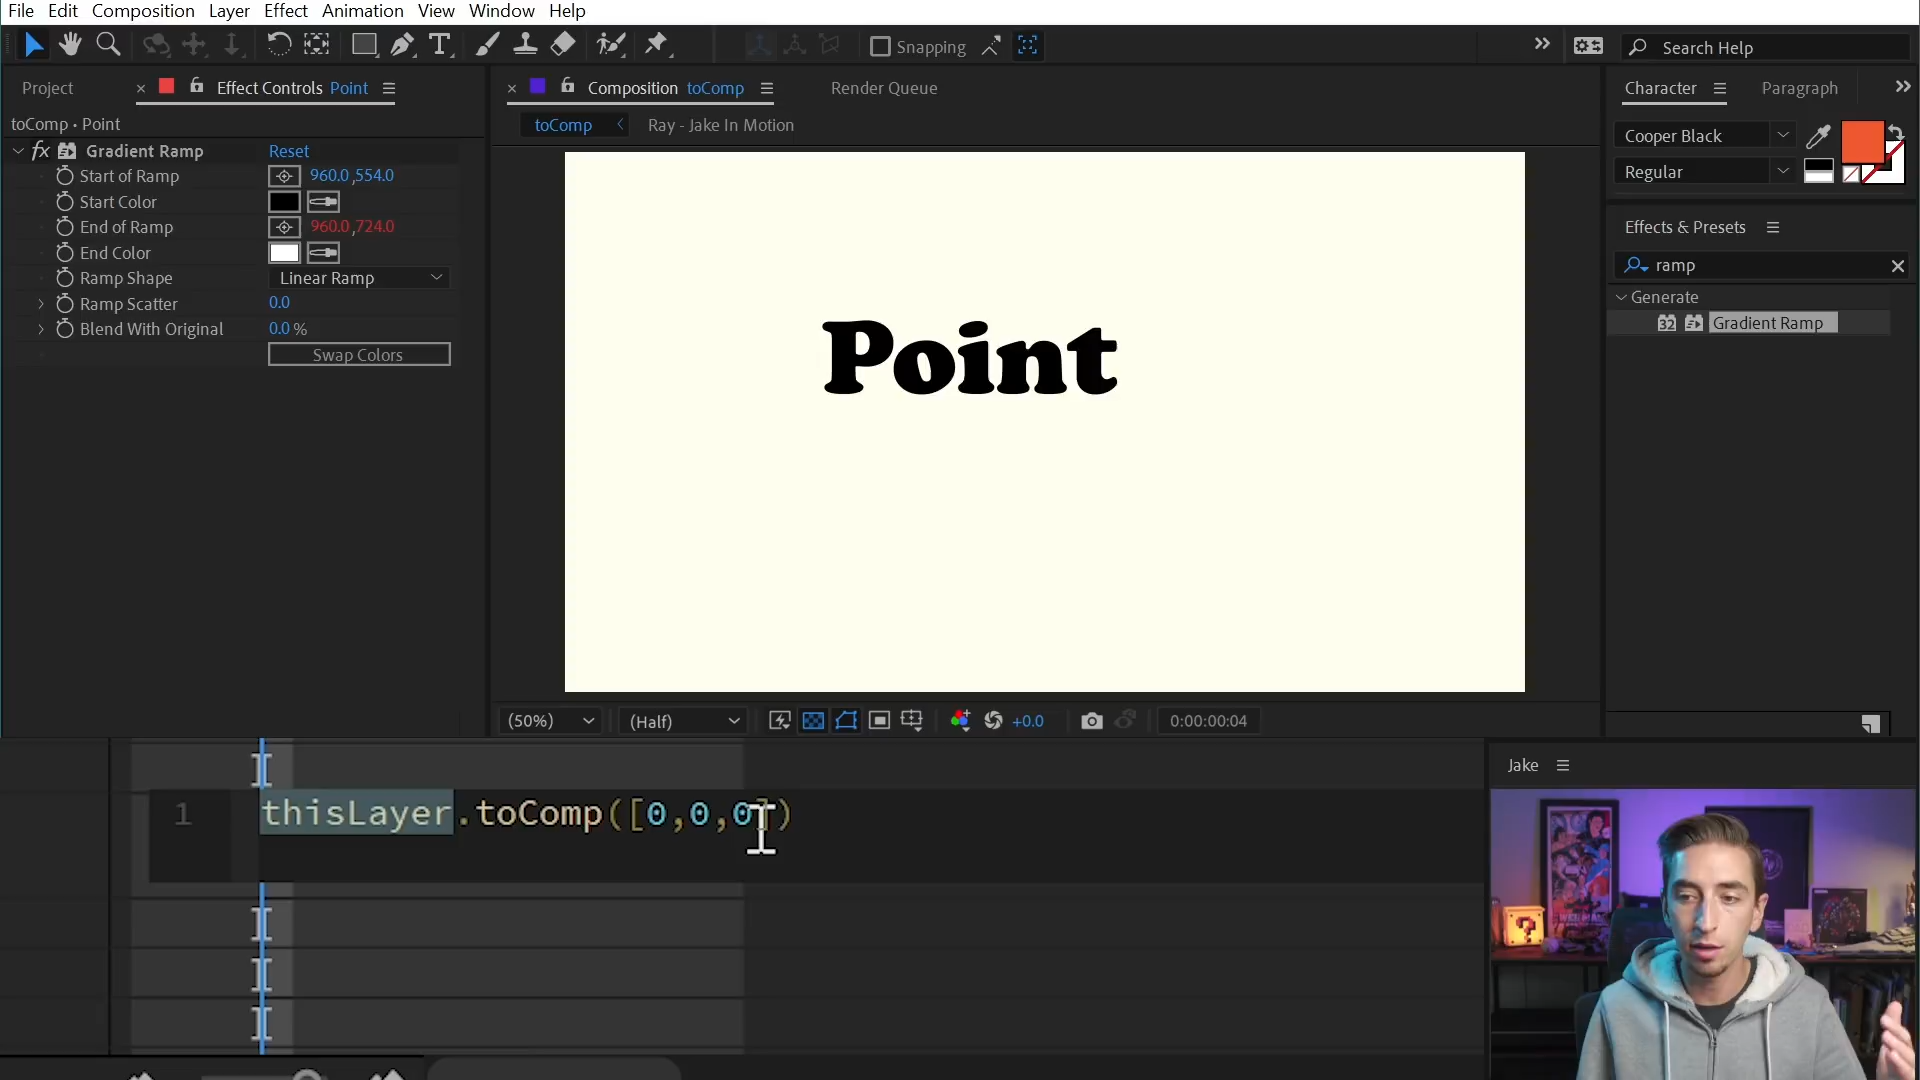 File Edit Composition Layer Effect Animation View Window Help
Snapping
Search Help
Project
Effect Controls Point
toComp • Point
fx Gradient Ramp Reset
Start of Ramp 960.0,554.0
Start Color
End of Ramp 960.0,724.0
End Color
Ramp Shape Linear Ramp
Ramp Scatter 0.0
Blend With Original 0.0 %
Swap Colors
Composition toComp
Render Queue
toComp
Ray - Jake In Motion
Point
(50%) (Half) +0.0 0:00:00:04
Character Paragraph
Cooper Black
Regular
Effects & Presets
ramp
Generate
32 Gradient Ramp
1 thisLayer.toComp([0,0,0])
Jake